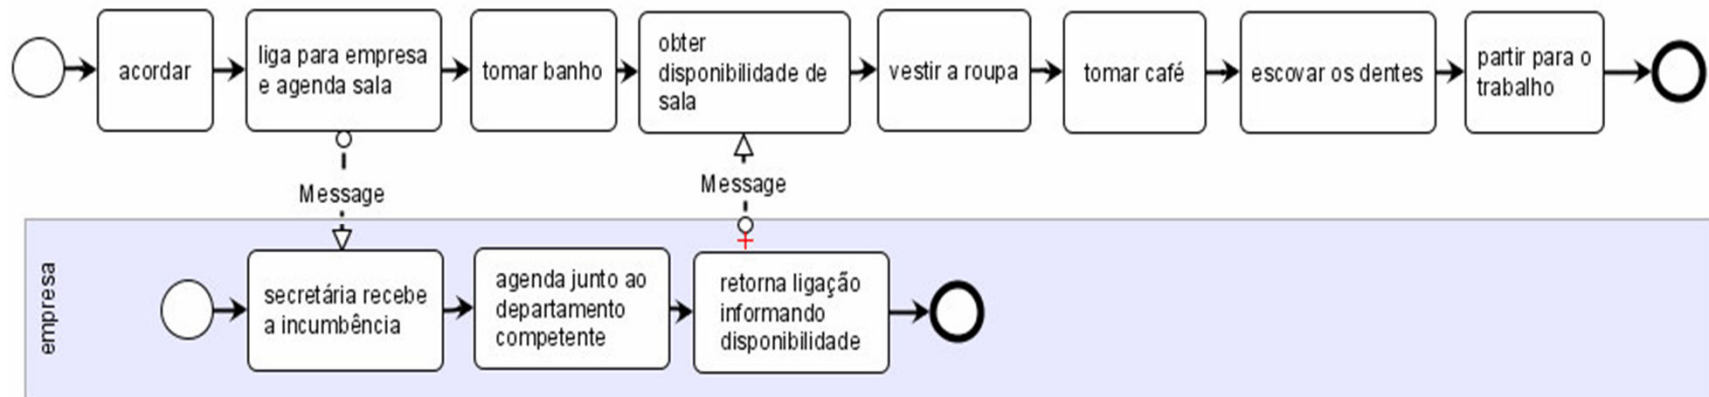 acordar
liga para empresa
e agenda sala
tomar banho
obter
disponibilidade de
sala
vestir a roupa
tomar café
escovar os dentes
partir para o
trabalho
Message
Message
empresa
secretária recebe
a incumbência
agenda junto ao
departamento
competente
retorna ligação
informando
disponibilidade